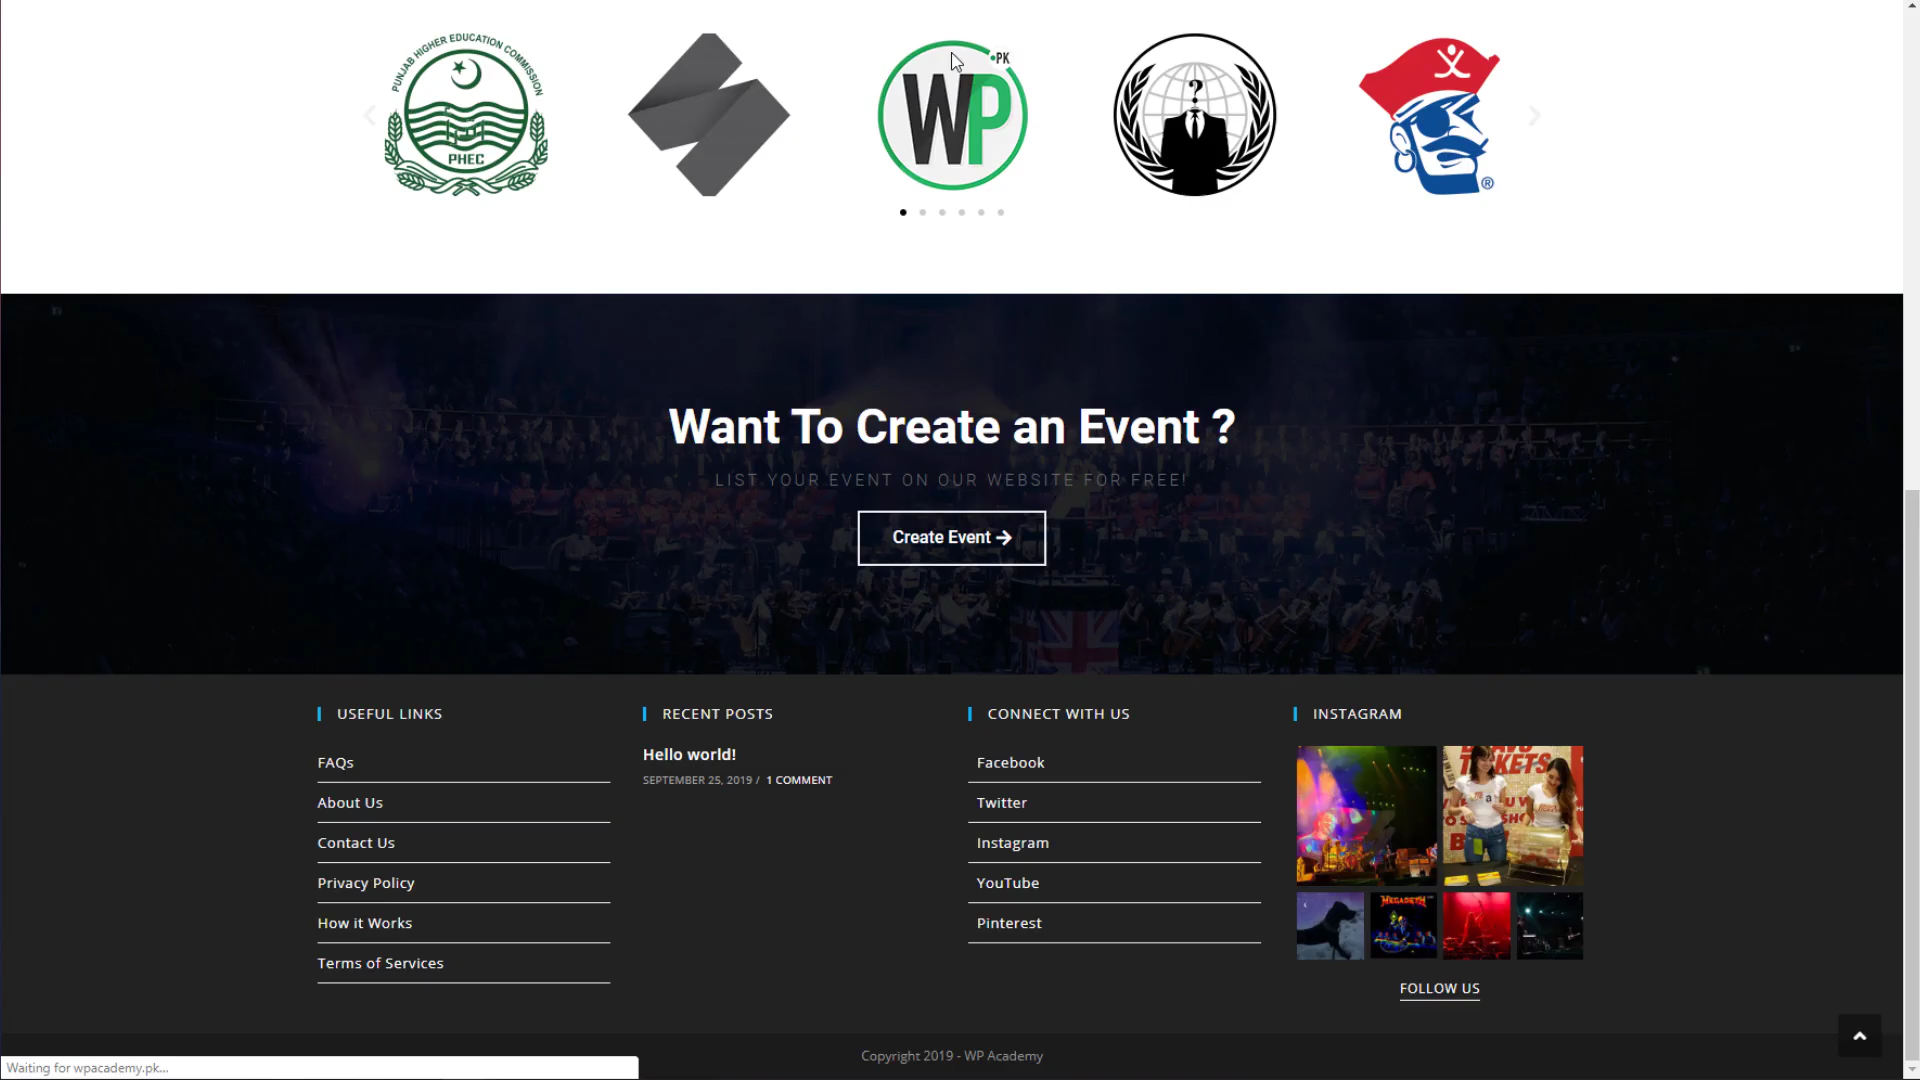 PUNJAB HIGHER EDUCATION COMMISSION
PHEC
WP
.PK
?
®
Want To Create an Event ?
LIST YOUR EVENT ON OUR WEBSITE FOR FREE!
Create Event
USEFUL LINKS
FAQs
About Us
Contact Us
Privacy Policy
How it Works
Terms of Services
RECENT POSTS
Hello world!
SEPTEMBER 25, 2019 / 1 COMMENT
CONNECT WITH US
Facebook
Twitter
Instagram
YouTube
Pinterest
INSTAGRAM
TICKETS
MEGADETH
FOLLOW US
Copyright 2019 - WP Academy
Waiting for wpacademy.pk...